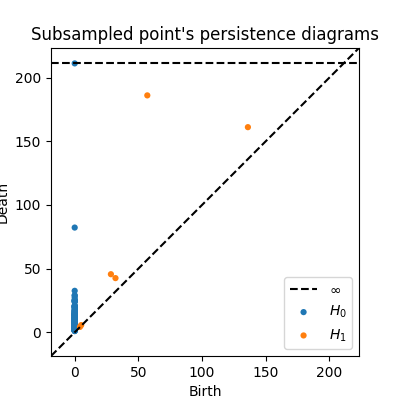 Subsampled point's persistence diagrams
Death
200
150
100
50
0
0
50
100
150
200
Birth
∞
H₀
H₁